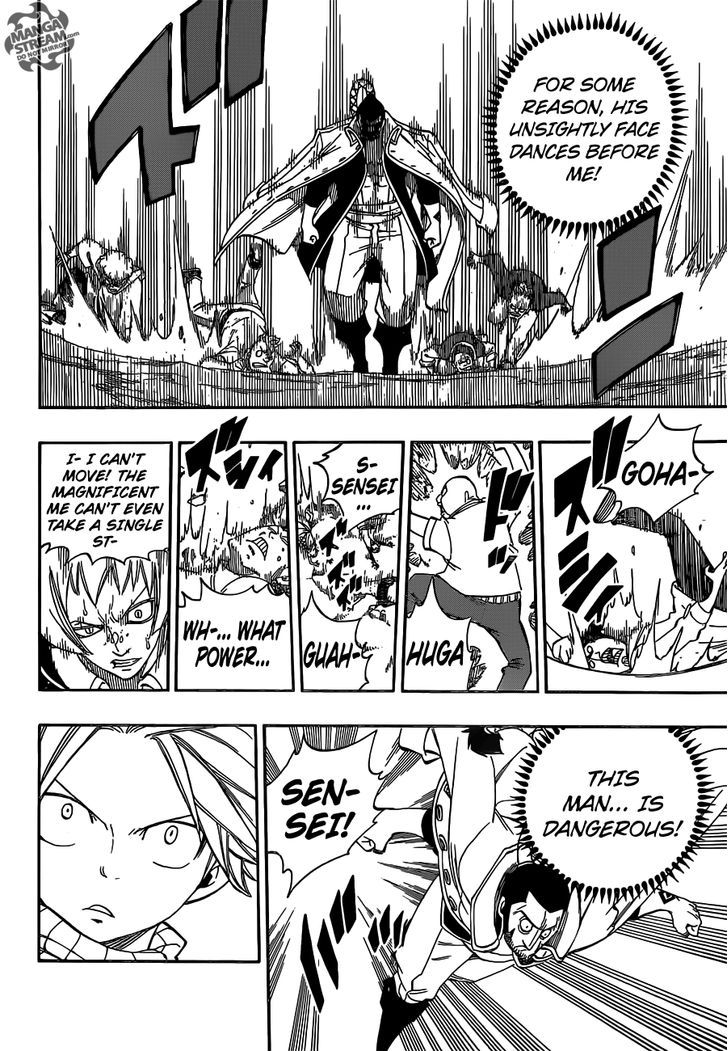 MANGA
STREAM.com
DO NOT MIRROR
FOR SOME
REASON, HIS
UNSIGHTLY FACE
DANCES BEFORE
ME!
GOHA-
HUGA
S-
SENSEI
...
GUAH-
WH-... WHAT
POWER...
I- I CAN'T
MOVE! THE
MAGNIFICENT
ME CAN'T EVEN
TAKE A SINGLE
ST-
THIS
MAN... IS
DANGEROUS!
SEN-
SEI!